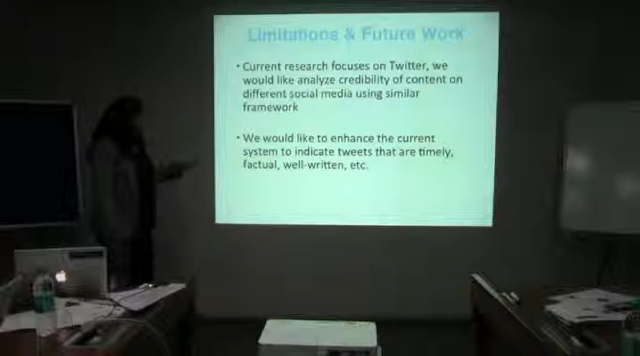 Limitations & Future Work
• Current research focuses on Twitter, we
would like analyze credibility of content on
different social media using similar
framework
• We would like to enhance the current
system to indicate tweets that are timely,
factual, well-written, etc.